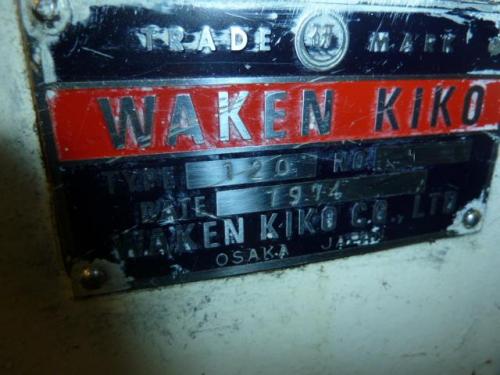 TRADE MARK
WAKEN KIKO
TYPE 120 NO.
DATE 1974
WAKEN KIKO CO., LTD
OSAKA JAPAN